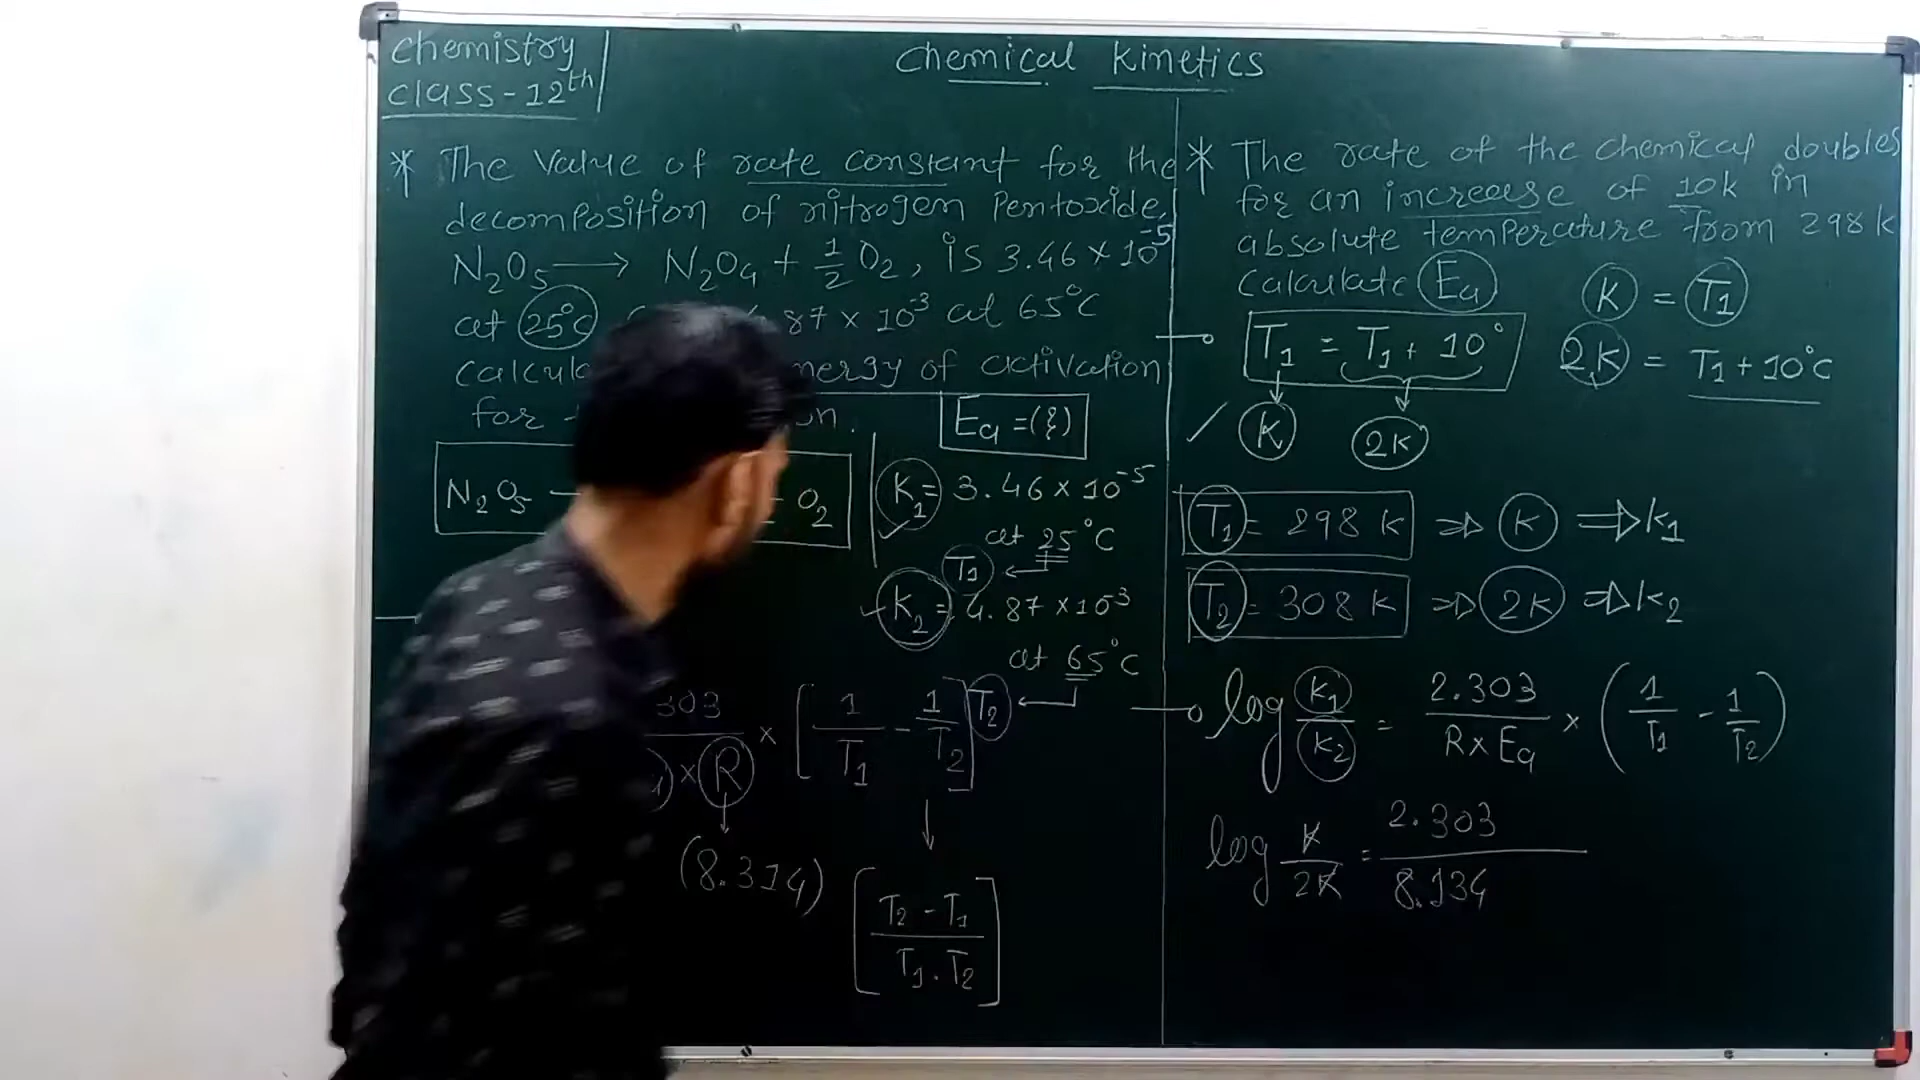 Chemistry
Class-12th
Chemical Kinetics
* The Value of rate constant for the
decomposition of nitrogen Pentoxide,
N₂O₅ → N₂O₄ + 1/2 O₂, is 3.46 × 10⁻⁵
at 25°C 87 × 10⁻³ at 65°C
energy of activation
for
Ea = (?)
N₂O₅ O₂
K₁ = 3.46 × 10⁻⁵
at 25°C
T₁ ←
K₂ = 4.87 × 10⁻³
at 65°C
T₂ ←
303
× R × [1/T₁ - 1/T₂]
(8.314)
[T₂ - T₁ / T₁ . T₂]
* The rate of the chemical doubles
for an increase of 10k in
absolute temperature from 298k
Calculate Ea
K = T₁
T₁ = T₁ + 10°
2K = T₁ + 10°C
✓ K 2K
T₁ = 298 K ⇒ K ⇒ k₁
T₂ = 308 K ⇒ 2K ⇒ k₂
log K₁/K₂ = 2.303/R×Ea × (1/T₁ - 1/T₂)
log K/2K = 2.303/8.134